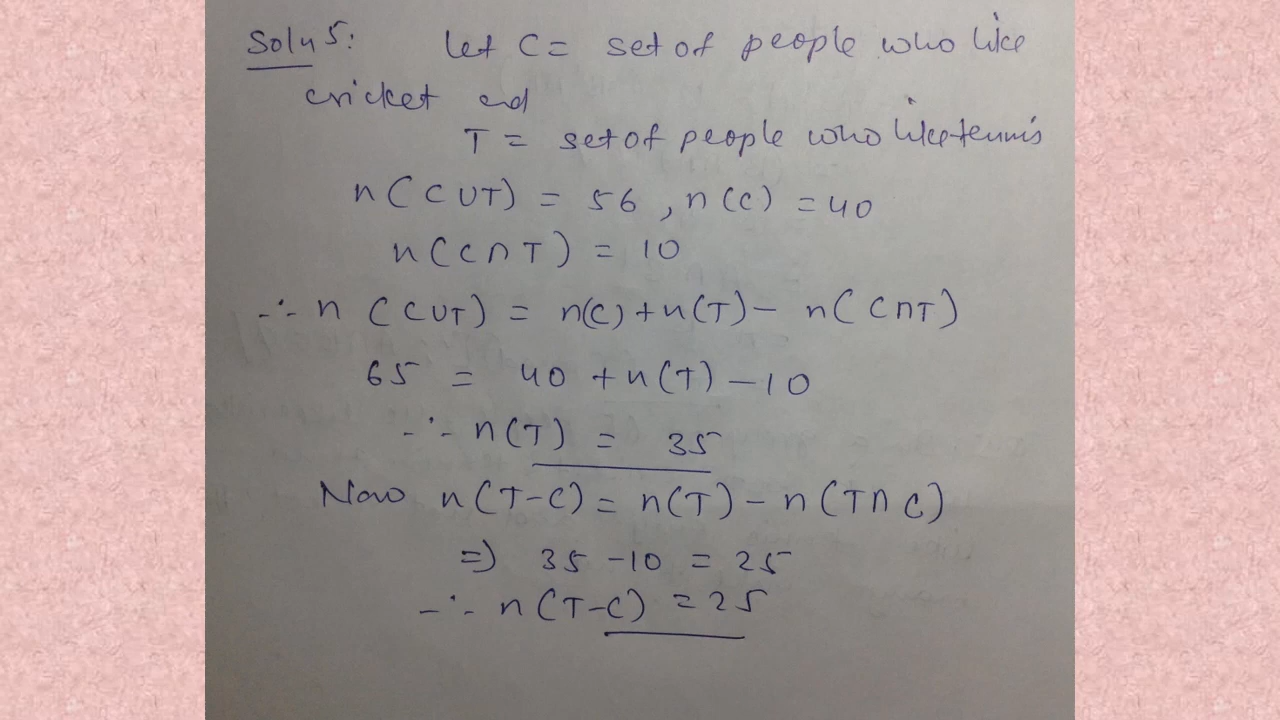 Soln 5: Let C = set of people who like
cricket and
T = set of people who like tennis
n(C∪T) = 56, n(C) = 40
n(C∩T) = 10
∴ n(C∪T) = n(C) + n(T) - n(C∩T)
65 = 40 + n(T) - 10
∴ n(T) = 35
Now n(T-C) = n(T) - n(T∩C)
=) 35 - 10 = 25
∴ n(T-C) = 25